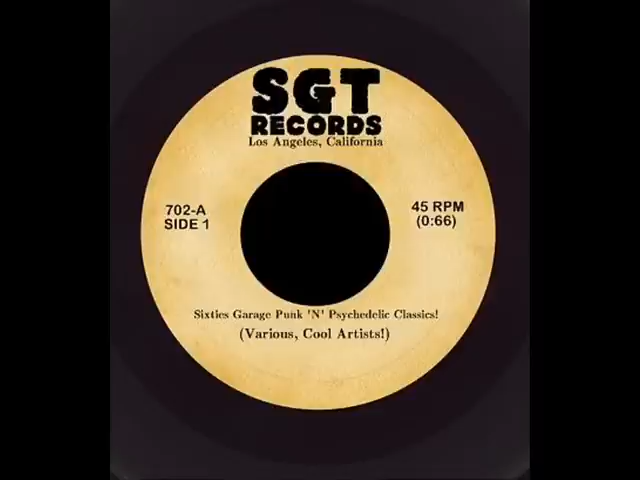 SGT
RECORDS
Los Angeles, California
702-A
SIDE 1
45 RPM
(0:66)
Sixties Garage Punk 'N' Psychedelic Classics!
(Various, Cool Artists!)